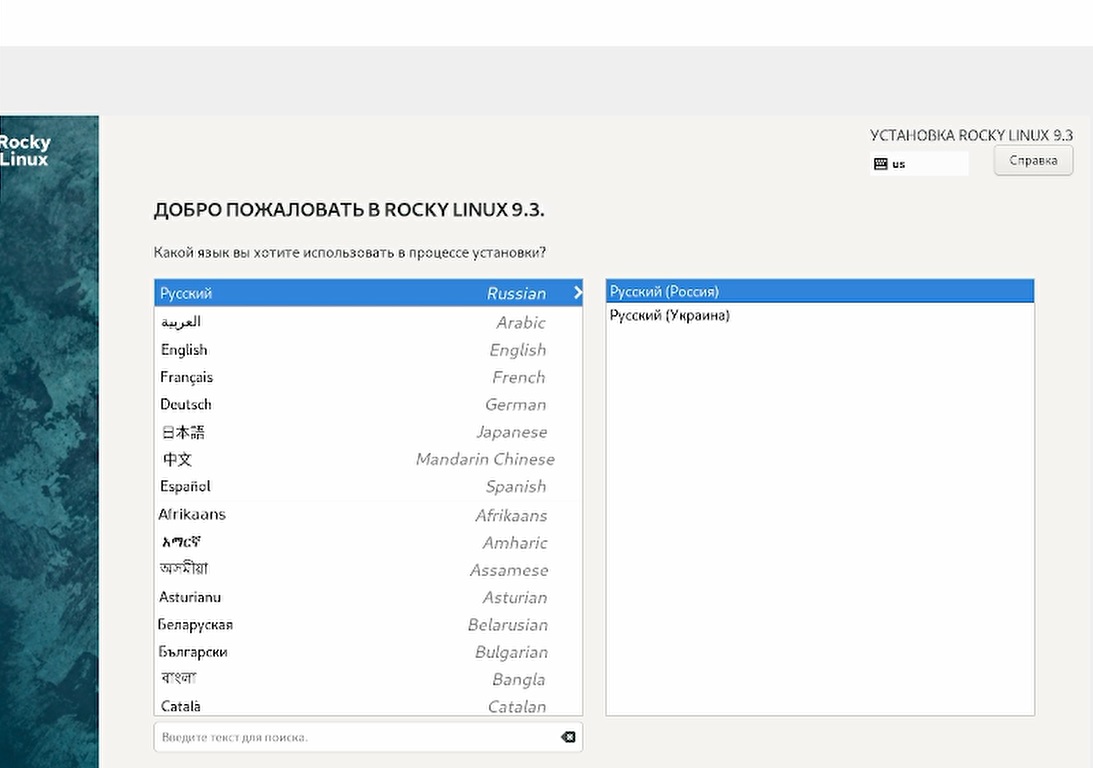 Rocky
Linux
УСТАНОВКА ROCKY LINUX 9.3
us
Справка
ДОБРО ПОЖАЛОВАТЬ В ROCKY LINUX 9.3.
Какой язык вы хотите использовать в процессе установки?
Русский Russian
العربية Arabic
English English
Français French
Deutsch German
日本語 Japanese
中文 Mandarin Chinese
Español Spanish
Afrikaans Afrikaans
አማርኛ Amharic
অসমীয়া Assamese
Asturianu Asturian
Беларуская Belarusian
Български Bulgarian
বাংলা Bangla
Català Catalan
Русский (Россия)
Русский (Украина)
Введите текст для поиска.